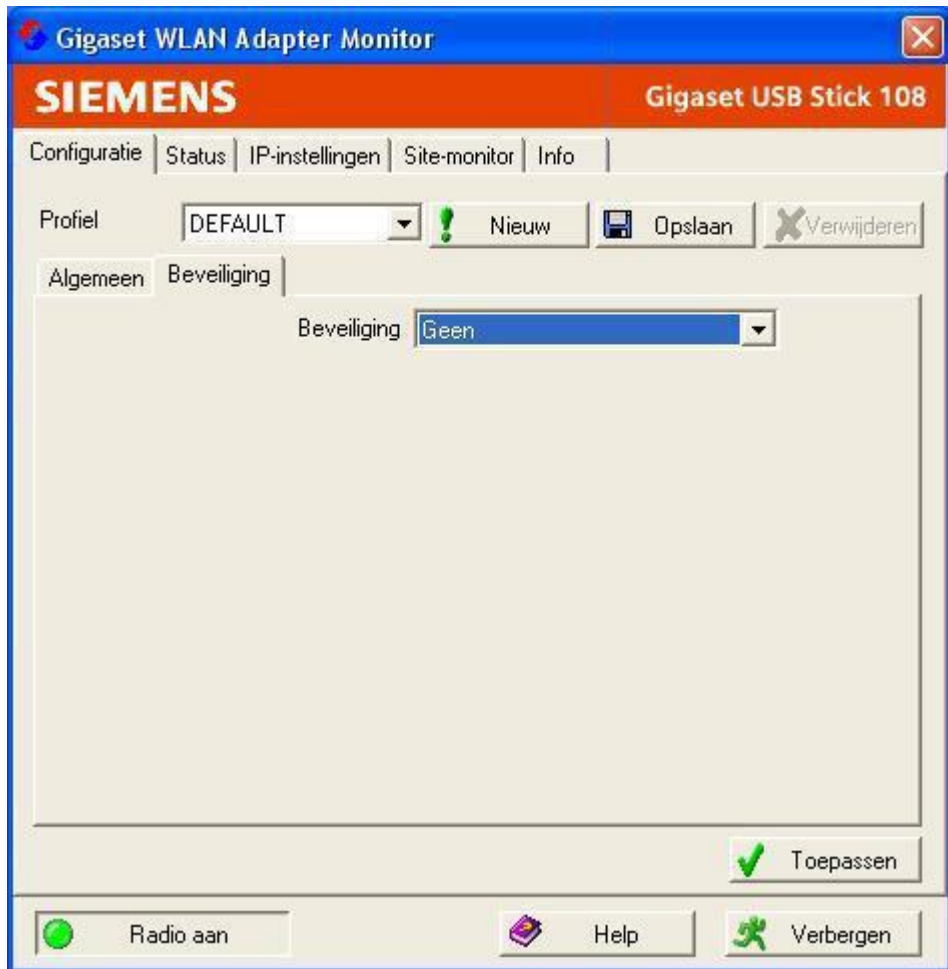 Gigaset WLAN Adapter Monitor
SIEMENS Gigaset USB Stick 108
Configuratie Status IP-instellingen Site-monitor Info
Profiel DEFAULT Nieuw Opslaan Verwijderen
Algemeen Beveiliging
Beveiliging Geen
Toepassen
Radio aan Help Verbergen